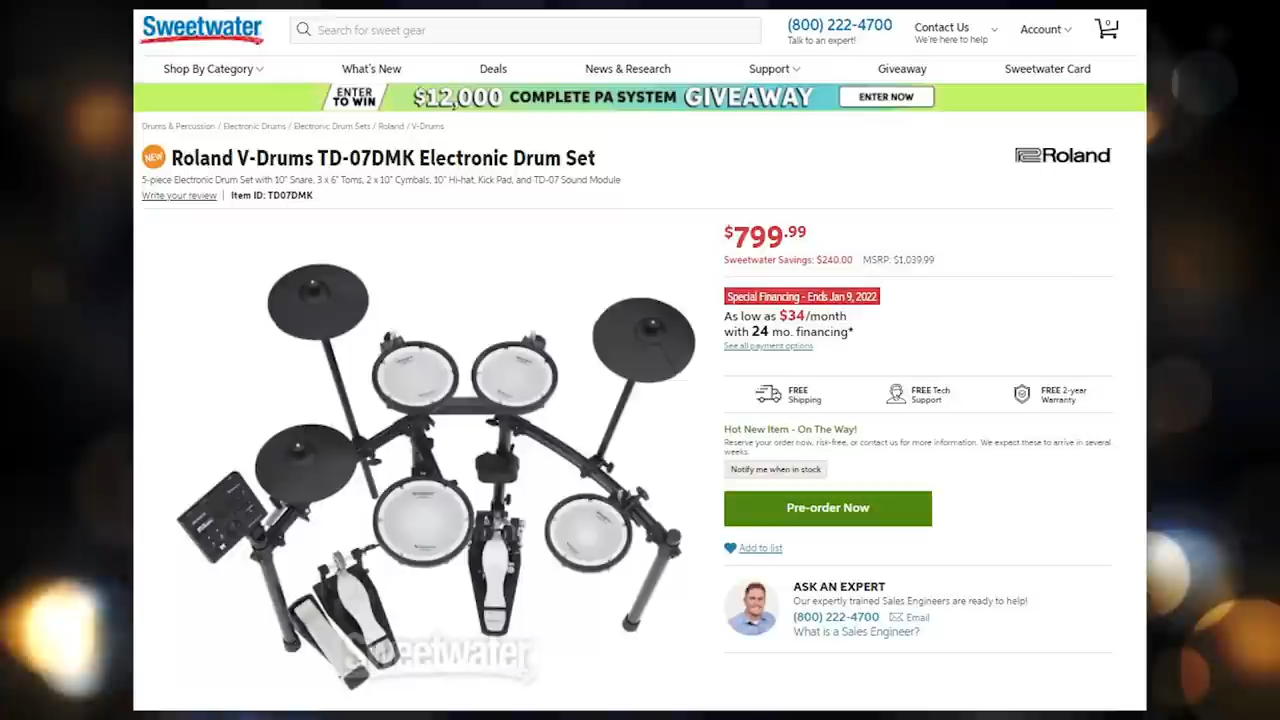 Sweetwater
Search for sweet gear
(800) 222-4700
Talk to an expert!
Contact Us
We're here to help
Account
0
Shop By Category
What's New
Deals
News & Research
Support
Giveaway
Sweetwater Card
ENTER TO WIN
$12,000 COMPLETE PA SYSTEM GIVEAWAY
ENTER NOW
Drums & Percussion / Electronic Drums / Electronic Drum Sets / Roland / V-Drums
NEW
Roland V-Drums TD-07DMK Electronic Drum Set
Roland
5-piece Electronic Drum Set with 10" Snare, 3 x 6" Toms, 2 x 10" Cymbals, 10" Hi-hat, Kick Pad, and TD-07 Sound Module
Write your review | Item ID: TD07DMK
$799.99
Sweetwater Savings: $240.00 MSRP: $1,039.99
Special Financing - Ends Jan 9, 2022
As low as $34/month
with 24 mo. financing*
See all payment options
FREE Shipping
FREE Tech Support
FREE 2-year Warranty
Hot New Item - On The Way!
Reserve your order now, risk-free, or contact us for more information. We expect these to arrive in several
weeks.
Notify me when in stock
Pre-order Now
Add to list
ASK AN EXPERT
Our expertly trained Sales Engineers are ready to help!
(800) 222-4700 Email
What is a Sales Engineer?
Sweetwater